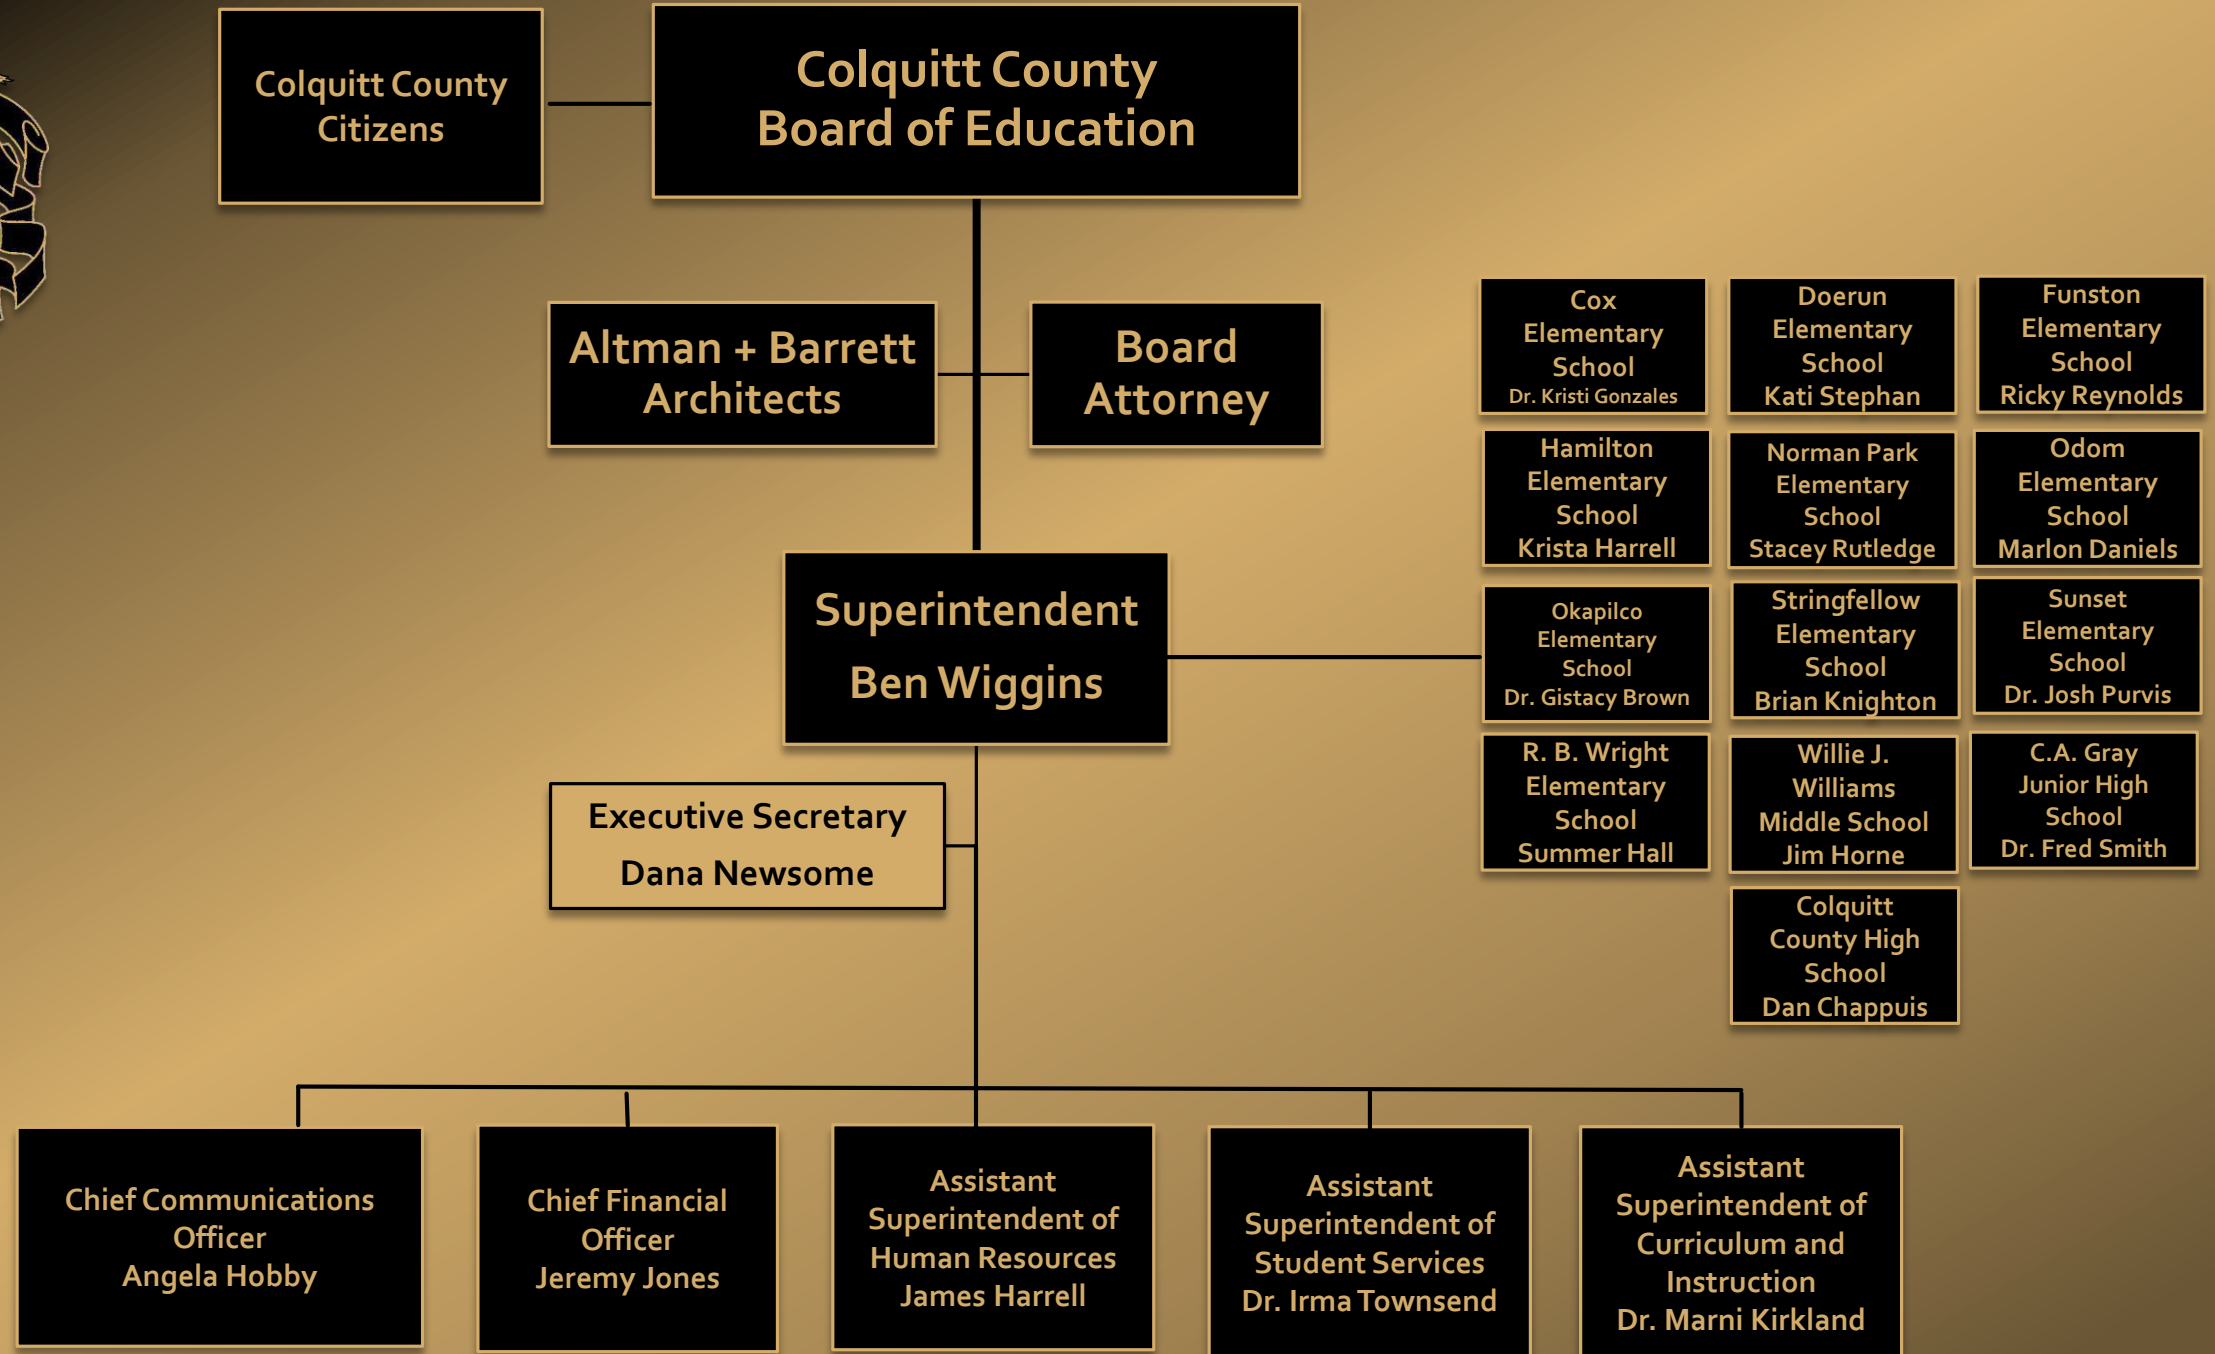 Colquitt County
Citizens
Colquitt County
Board of Education
Altman + Barrett
Architects
Board
Attorney
Superintendent
Ben Wiggins
Executive Secretary
Dana Newsome
Cox
Elementary
School
Dr. Kristi Gonzales
Doerun
Elementary
School
Kati Stephan
Funston
Elementary
School
Ricky Reynolds
Hamilton
Elementary
School
Krista Harrell
Norman Park
Elementary
School
Stacey Rutledge
Odom
Elementary
School
Marlon Daniels
Okapilco
Elementary
School
Dr. Gistacy Brown
Stringfellow
Elementary
School
Brian Knighton
Sunset
Elementary
School
Dr. Josh Purvis
R. B. Wright
Elementary
School
Summer Hall
Willie J.
Williams
Middle School
Jim Horne
C.A. Gray
Junior High
School
Dr. Fred Smith
Colquitt
County High
School
Dan Chappuis
Chief Communications
Officer
Angela Hobby
Chief Financial
Officer
Jeremy Jones
Assistant
Superintendent of
Human Resources
James Harrell
Assistant
Superintendent of
Student Services
Dr. Irma Townsend
Assistant
Superintendent of
Curriculum and
Instruction
Dr. Marni Kirkland